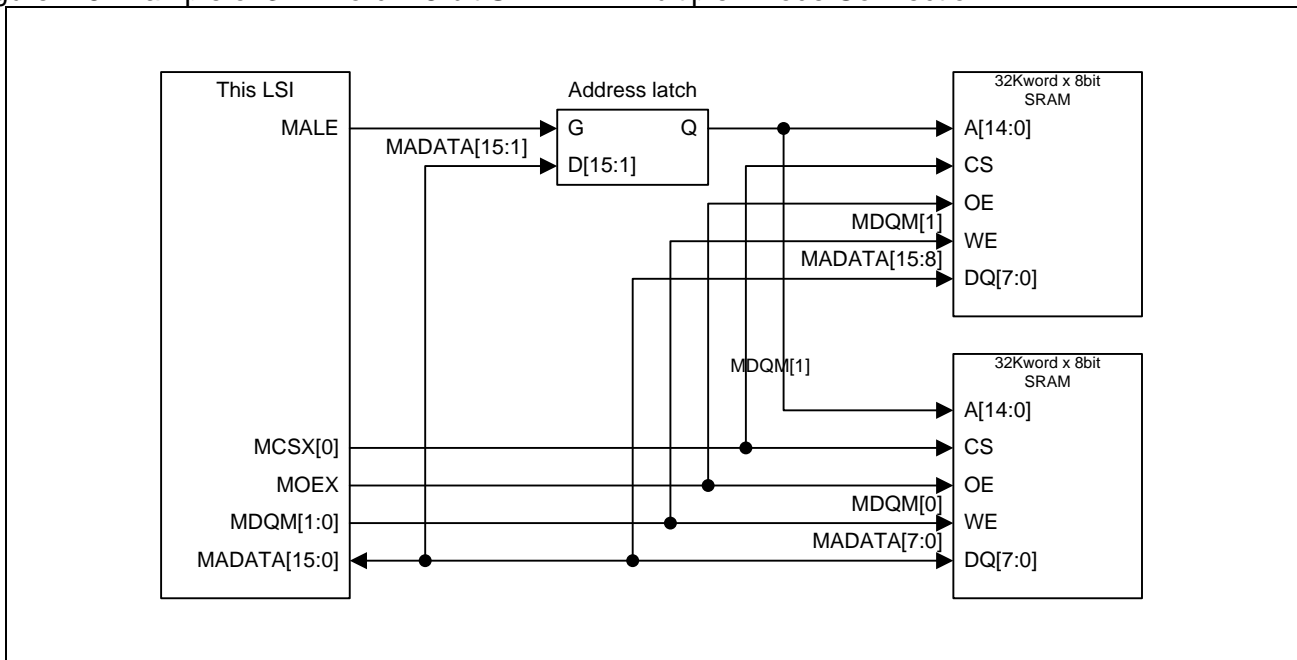 This LSI
MALE
MCSX[0]
MOEX
MDQM[1:0]
MADATA[15:0]
MADATA[15:1]
Address latch
G Q
D[15:1]
32Kword x 8bit
SRAM
A[14:0]
CS
OE
MDQM[1]
WE
MADATA[15:8]
DQ[7:0]
MDQM[1]
32Kword x 8bit
SRAM
A[14:0]
CS
OE
MDQM[0]
WE
MADATA[7:0]
DQ[7:0]